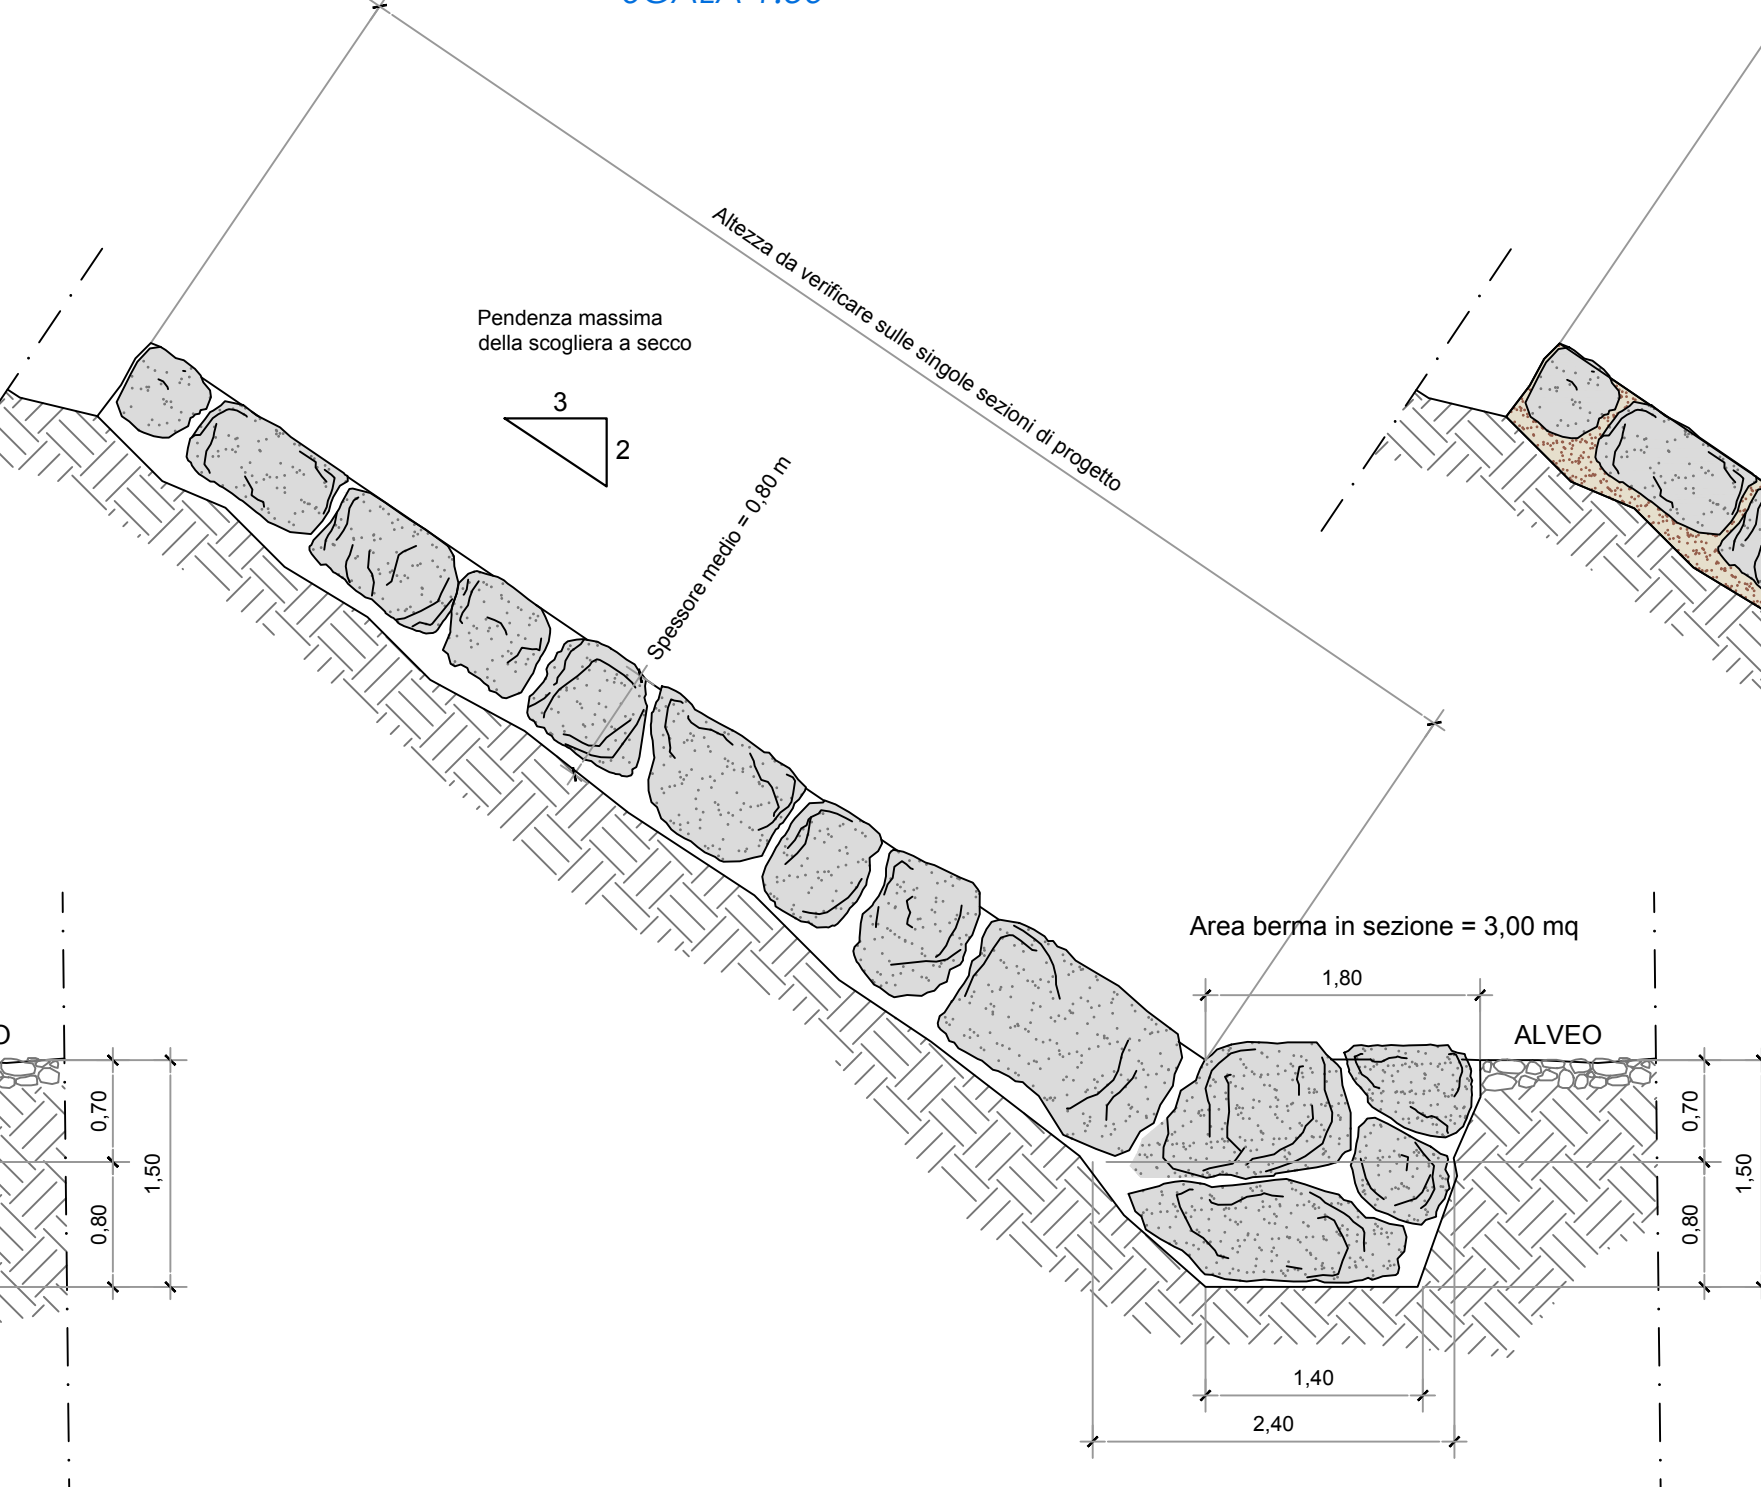 Altezza da verificare sulle singole sezioni di progetto
Pendenza massima
della scogliera a secco
3
2
Spessore medio = 0,80 m
Area berma in sezione = 3,00 mq
1,80
ALVEO
0,70
1,50
0,80
0,70
1,50
0,80
1,40
2,40